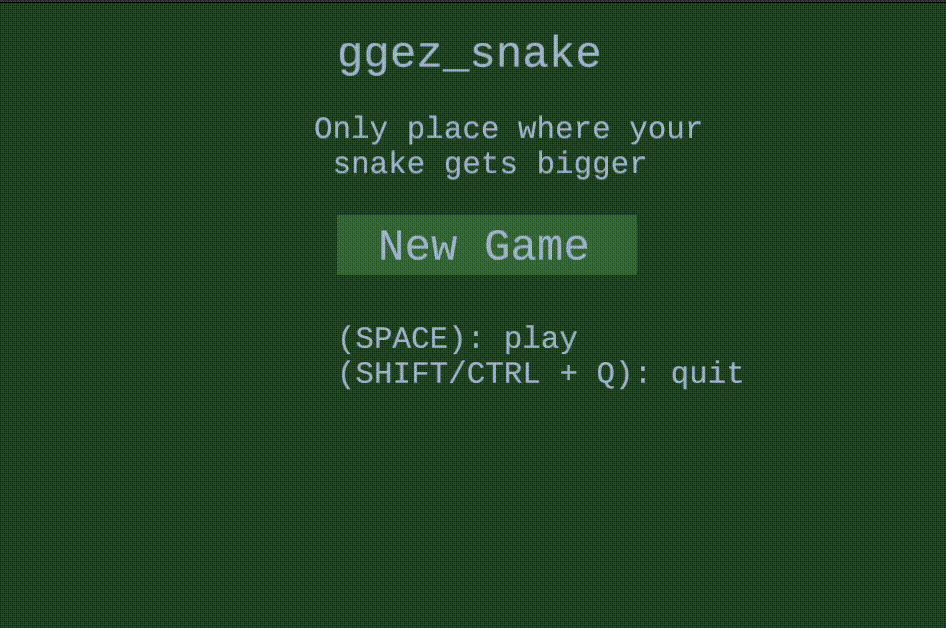 ggez_snake
Only place where your
snake gets bigger
New Game
(SPACE): play
(SHIFT/CTRL + Q): quit